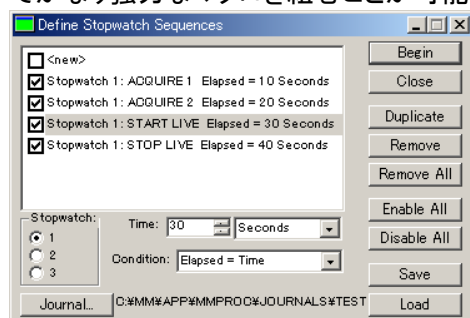 Define Stopwatch Sequences
<new>
Stopwatch 1: ACQUIRE 1 Elapsed = 10 Seconds
Stopwatch 1: ACQUIRE 2 Elapsed = 20 Seconds
Stopwatch 1: START LIVE Elapsed = 30 Seconds
Stopwatch 1: STOP LIVE Elapsed = 40 Seconds
Begin
Close
Duplicate
Remove
Remove All
Enable All
Disable All
Save
Load
Stopwatch:
1
2
3
Time: 30 Seconds
Condition: Elapsed = Time
Journal... C:¥MM¥APP¥MMPROC¥JOURNALS¥TEST